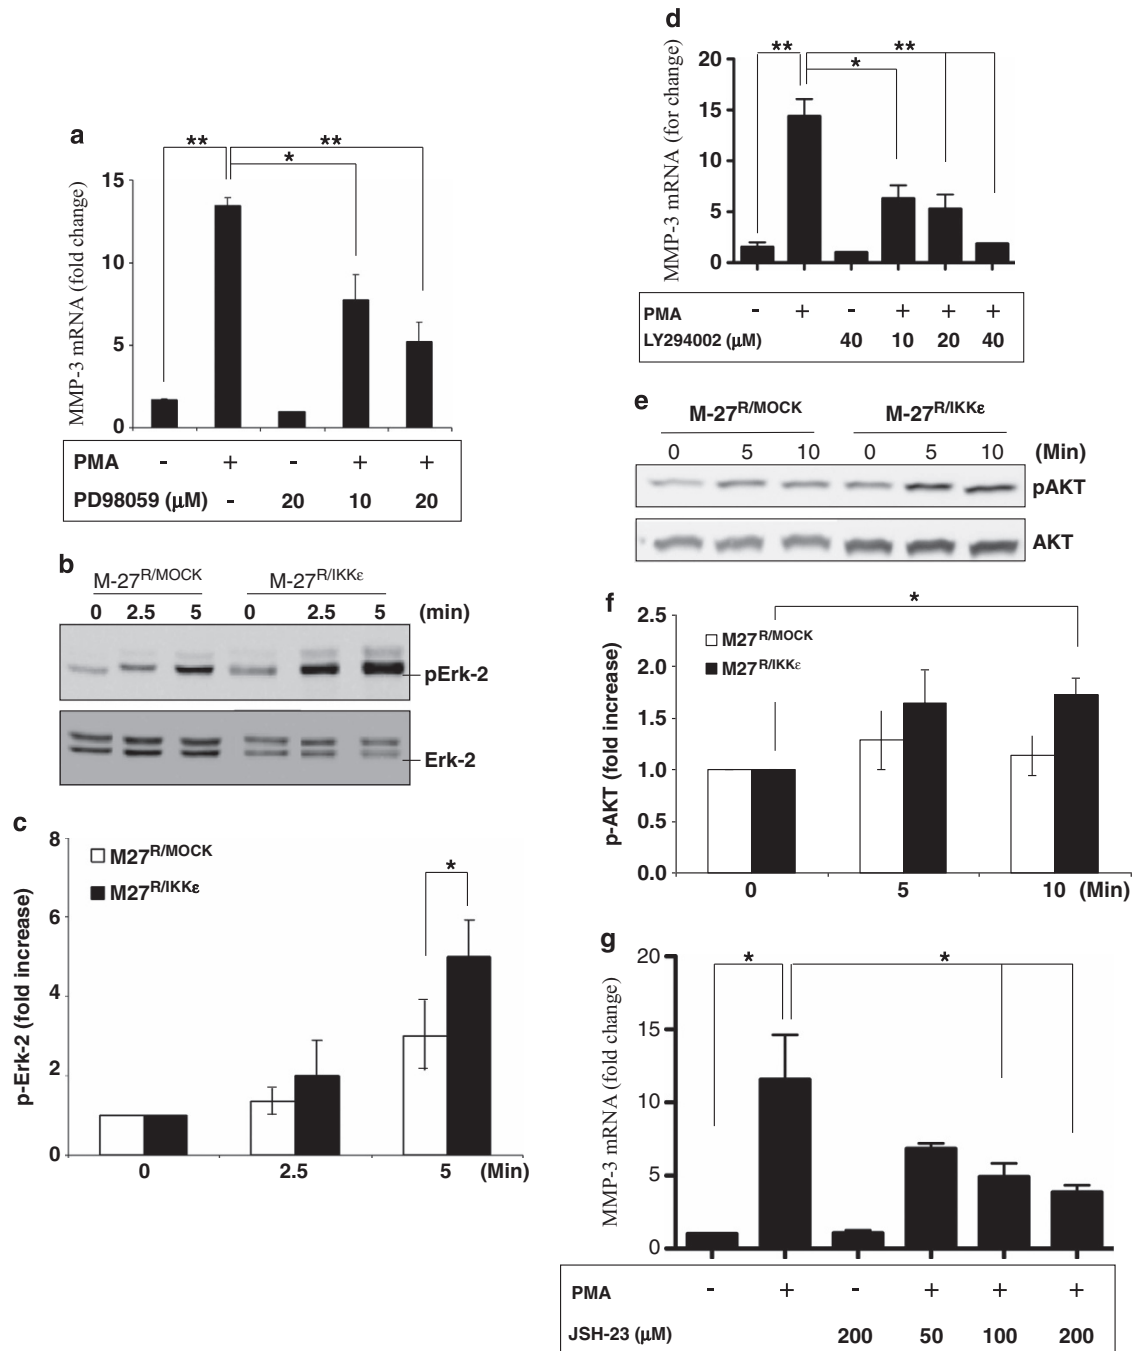 a
**
**
*
MMP-3 mRNA (fold change)
15
10
5
0
PMA - + - + +
PD98059 (µM) - 20 10 20
b
M-27R/MOCK M-27R/IKKε
0 2.5 5 0 2.5 5 (min)
pErk-2
Erk-2
c
p-Erk-2 (fold increase)
8
6
4
2
0
M27R/MOCK
M27R/IKKε
*
0 2.5 5 (Min)
d
**
**
*
MMP-3 mRNA (for change)
20
15
10
5
0
PMA - + - + + +
LY294002 (µM) 40 10 20 40
e
M-27R/MOCK M-27R/IKKε
0 5 10 0 5 10 (Min)
pAKT
AKT
f
p-AKT (fold increase)
2.5
2.0
1.5
1.0
0.5
0.0
M27R/MOCK
M27R/IKKε
*
0 5 10 (Min)
g
*
*
MMP-3 mRNA (fold change)
20
15
10
5
0
PMA - + - + + +
JSH-23 (µM) 200 50 100 200